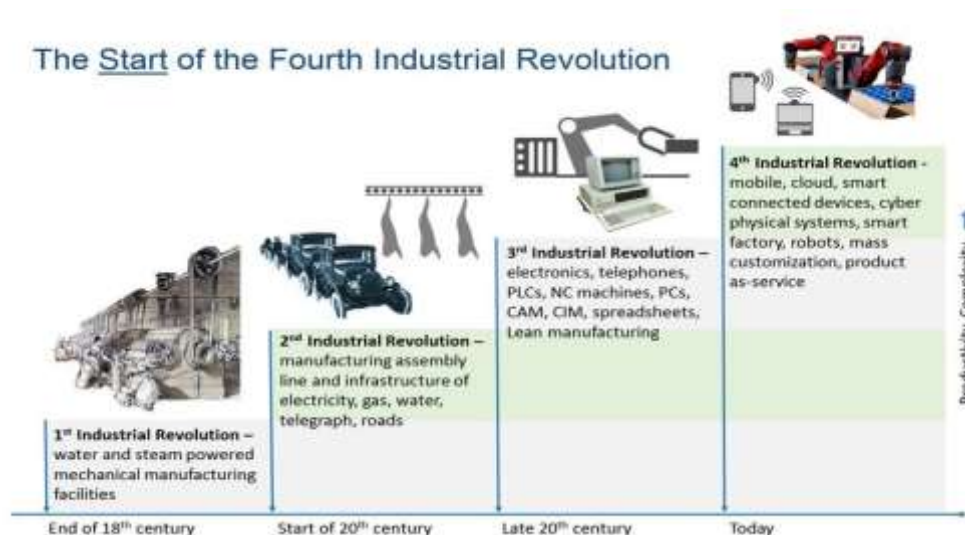 The Start of the Fourth Industrial Revolution
4th Industrial Revolution -
mobile, cloud, smart
connected devices, cyber
physical systems, smart
factory, robots, mass
customization, product
as-service
3rd Industrial Revolution –
electronics, telephones,
PLCs, NC machines, PCs,
CAM, CIM, spreadsheets,
Lean manufacturing
2nd Industrial Revolution –
manufacturing assembly
line and infrastructure of
electricity, gas, water,
telegraph, roads
1st Industrial Revolution –
water and steam powered
mechanical manufacturing
facilities
Productivity, Complexity
End of 18th century
Start of 20th century
Late 20th century
Today